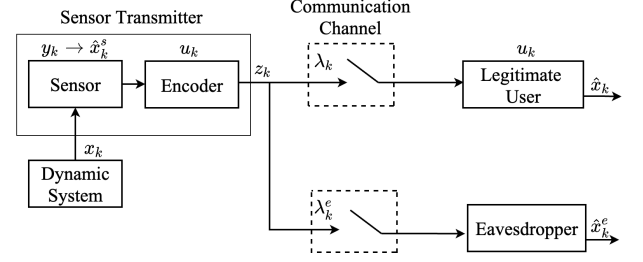 Communication
Channel
Sensor Transmitter
y_k → x̂_k^s
u_k
Sensor
Encoder
z_k
λ_k
u_k
Legitimate
User
x̂_k
x_k
Dynamic
System
λ_k^e
Eavesdropper
x̂_k^e